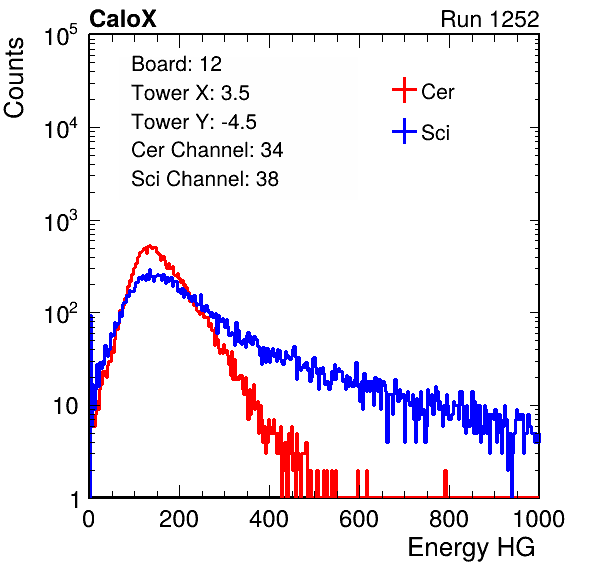 CaloX Run 1252
Counts
Board: 12
Tower X: 3.5
Tower Y: -4.5
Cer Channel: 34
Sci Channel: 38
Cer
Sci
10^5
10^4
10^3
10^2
10
1
0 200 400 600 800 1000
Energy HG